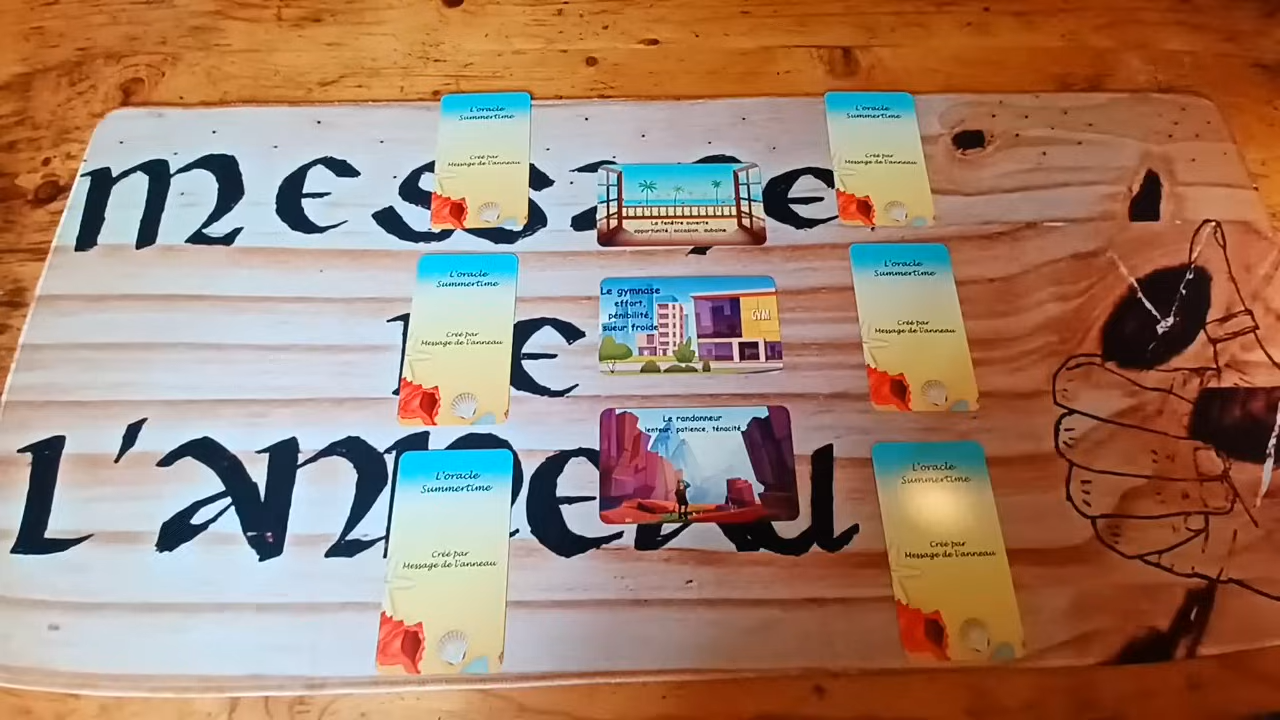 MESSAGE
DE
L'ANNEAU
L'oracle
Summertime
Créé par
Message de l'anneau
L'oracle
Summertime
Créé par
Message de l'anneau
La fenêtre ouverte
opportunité, occasion, aubaine
L'oracle
Summertime
Créé par
Message de l'anneau
Le gymnase
effort,
pénibilité,
sueur froide
GYM
L'oracle
Summertime
Créé par
Message de l'anneau
Le randonneur
lenteur, patience, ténacité
L'oracle
Summertime
Créé par
Message de l'anneau
L'oracle
Summertime
Créé par
Message de l'anneau